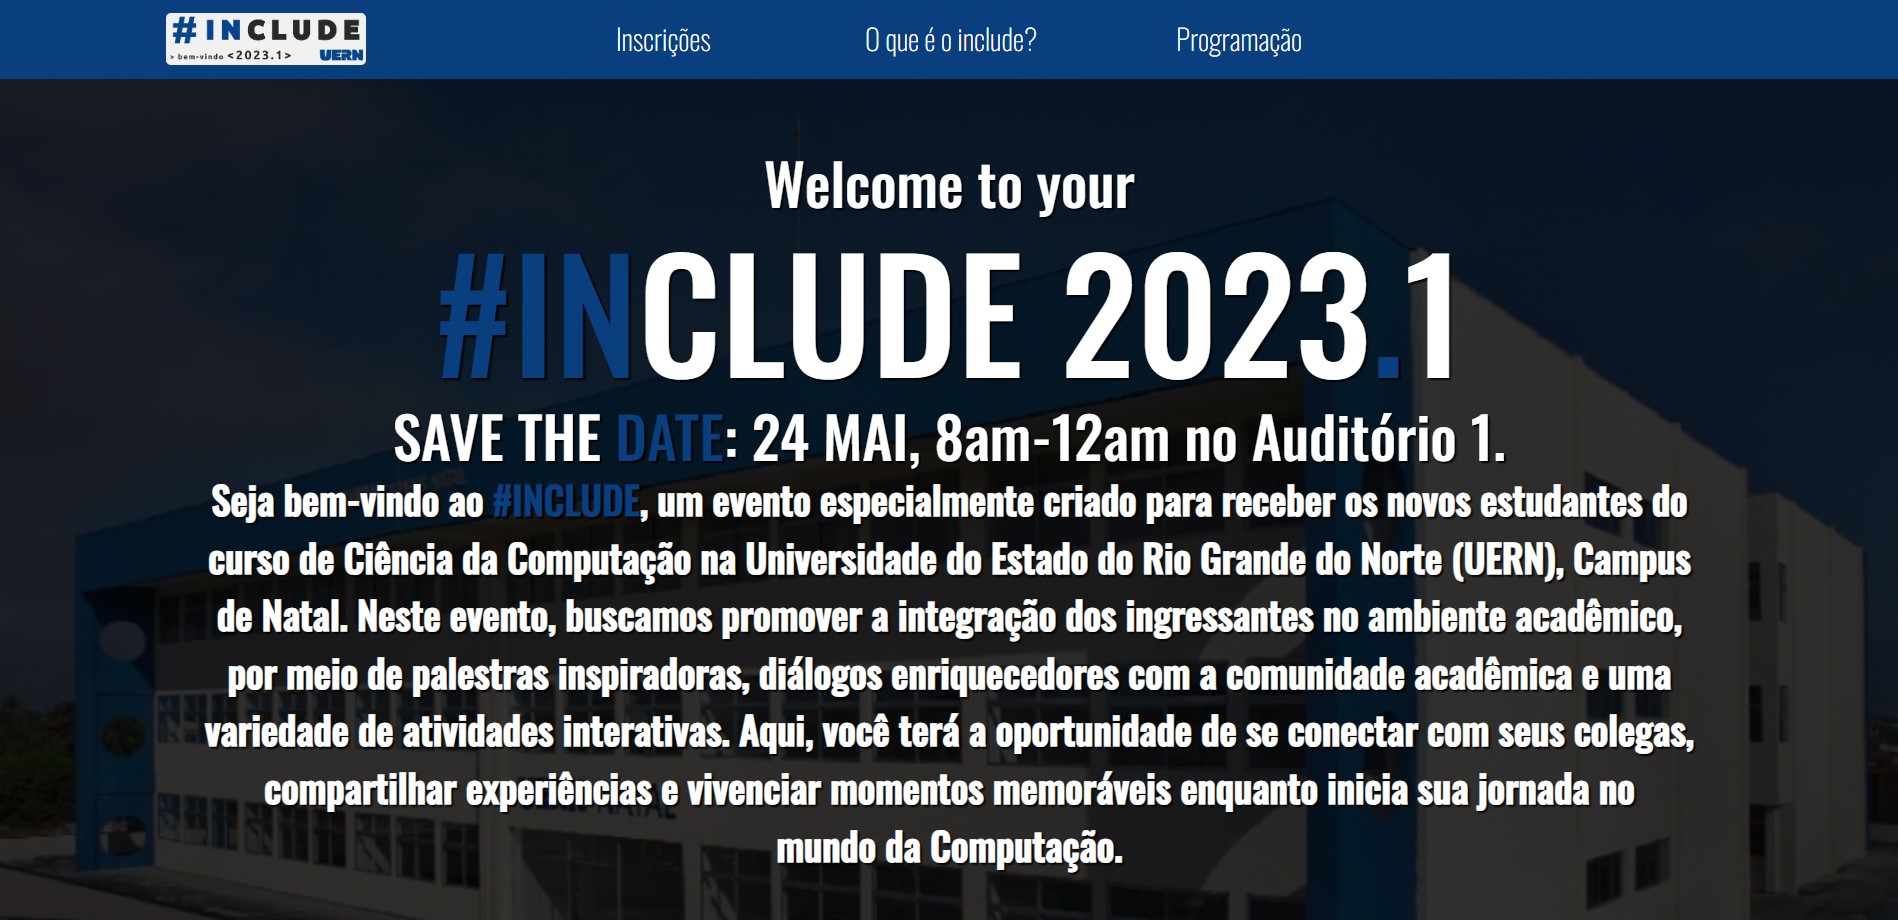 #INCLUDE
> bem-vindo <2023.1> UERN
Inscrições
O que é o include?
Programação
Welcome to your
#INCLUDE 2023.1
SAVE THE DATE: 24 MAI, 8am-12am no Auditório 1.
Seja bem-vindo ao #INCLUDE, um evento especialmente criado para receber os novos estudantes do
curso de Ciência da Computação na Universidade do Estado do Rio Grande do Norte (UERN), Campus
de Natal. Neste evento, buscamos promover a integração dos ingressantes no ambiente acadêmico,
por meio de palestras inspiradoras, diálogos enriquecedores com a comunidade acadêmica e uma
variedade de atividades interativas. Aqui, você terá a oportunidade de se conectar com seus colegas,
compartilhar experiências e vivenciar momentos memoráveis enquanto inicia sua jornada no
mundo da Computação.